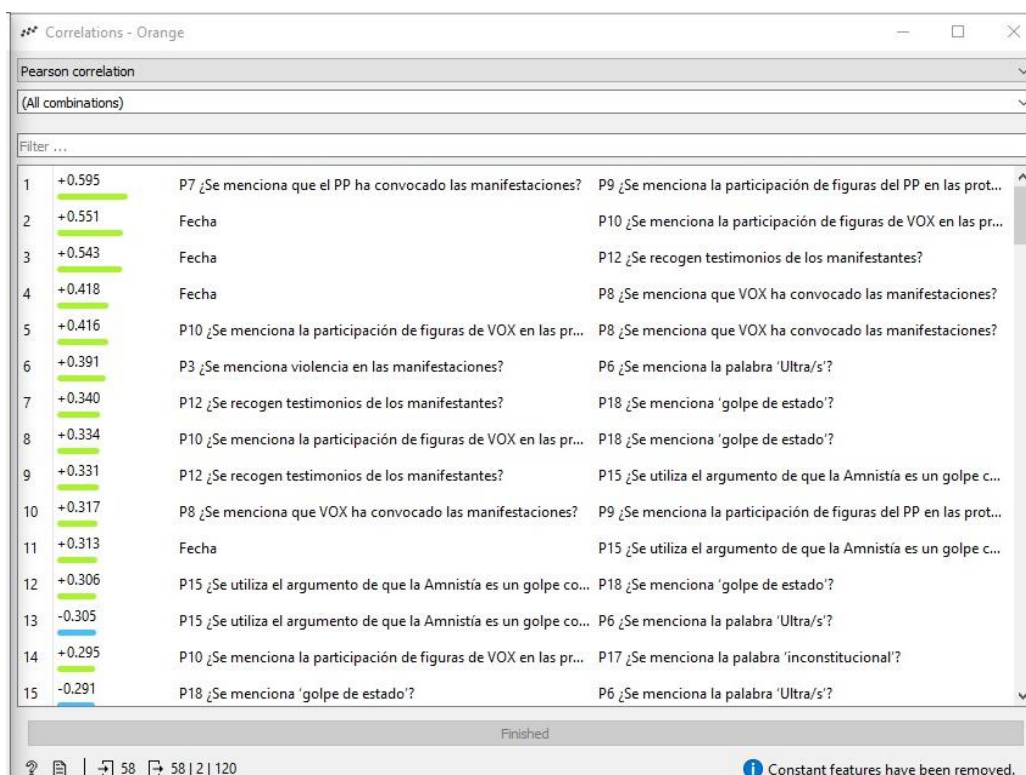 Correlations - Orange
Pearson correlation
(All combinations)
Filter ...
1 +0.595 P7 ¿Se menciona que el PP ha convocado las manifestaciones? P9 ¿Se menciona la participación de figuras del PP en las prot...
2 +0.551 Fecha P10 ¿Se menciona la participación de figuras de VOX en las pr...
3 +0.543 Fecha P12 ¿Se recogen testimonios de los manifestantes?
4 +0.418 Fecha P8 ¿Se menciona que VOX ha convocado las manifestaciones?
5 +0.416 P10 ¿Se menciona la participación de figuras de VOX en las pr... P8 ¿Se menciona que VOX ha convocado las manifestaciones?
6 +0.391 P3 ¿Se menciona violencia en las manifestaciones? P6 ¿Se menciona la palabra ‘Ultra/s’?
7 +0.340 P12 ¿Se recogen testimonios de los manifestantes? P18 ¿Se menciona ‘golpe de estado’?
8 +0.334 P10 ¿Se menciona la participación de figuras de VOX en las pr... P18 ¿Se menciona ‘golpe de estado’?
9 +0.331 P12 ¿Se recogen testimonios de los manifestantes? P15 ¿Se utiliza el argumento de que la Amnistía es un golpe c...
10 +0.317 P8 ¿Se menciona que VOX ha convocado las manifestaciones? P9 ¿Se menciona la participación de figuras del PP en las prot...
11 +0.313 Fecha P15 ¿Se utiliza el argumento de que la Amnistía es un golpe c...
12 +0.306 P15 ¿Se utiliza el argumento de que la Amnistía es un golpe co... P18 ¿Se menciona ‘golpe de estado’?
13 -0.305 P15 ¿Se utiliza el argumento de que la Amnistía es un golpe co... P6 ¿Se menciona la palabra ‘Ultra/s’?
14 +0.295 P10 ¿Se menciona la participación de figuras de VOX en las pr... P17 ¿Se menciona la palabra ‘inconstitucional’?
15 -0.291 P18 ¿Se menciona ‘golpe de estado’? P6 ¿Se menciona la palabra ‘Ultra/s’?
Finished
? 58 58 | 2 | 120 Constant features have been removed.